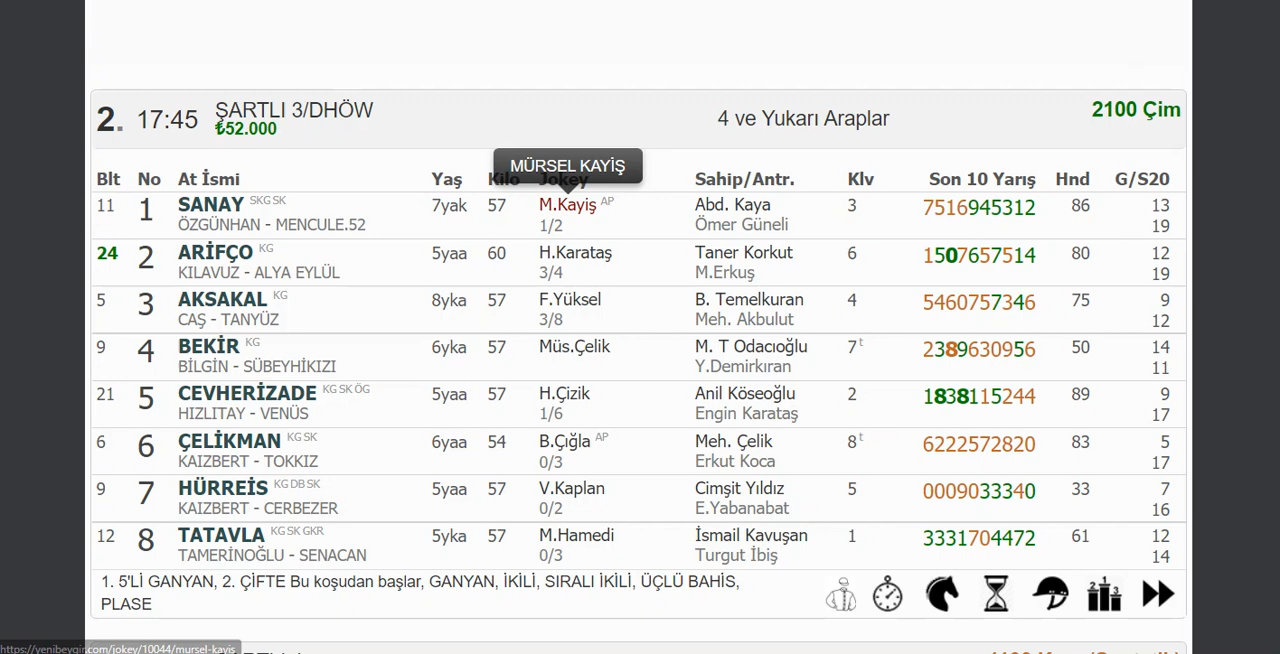 2. 17:45 ŞARTLI 3/DHÖW 4 ve Yukarı Araplar 2100 Çim
₺52.000
MÜRSEL KAYİŞ
Blt No At İsmi Yaş Kilo Jokey Sahip/Antr. Klv Son 10 Yarış Hnd G/S20
11 1 SANAY SKG SK 7yak 57 M.Kayiş AP Abd. Kaya 3 7516945312 86 13
ÖZGÜNHAN - MENCULE.52 1/2 Ömer Güneli 19
24 2 ARİFÇO KG 5yaa 60 H.Karataş Taner Korkut 6 1507657514 80 12
KILAVUZ - ALYA EYLÜL 3/4 M.Erkuş 19
5 3 AKSAKAL KG 8yka 57 F.Yüksel B. Temelkuran 4 5460757346 75 9
CAŞ - TANYÜZ 3/8 Meh. Akbulut 12
9 4 BEKİR KG 6yka 57 Müs.Çelik M. T Odacıoğlu 7t 2389630956 50 14
BİLGİN - SÜBEYHİKIZI Y.Demirkıran 11
21 5 CEVHERİZADE KG SK ÖG 5yaa 57 H.Çizik Anil Köseoğlu 2 1838115244 89 9
HIZLITAY - VENÜS 1/6 Engin Karataş 17
6 6 ÇELİKMAN KG SK 6yaa 54 B.Çığla AP Meh. Çelik 8t 6222572820 83 5
KAIZBERT - TOKKIZ 0/3 Erkut Koca 17
9 7 HÜRREİS KG DB SK 5yaa 57 V.Kaplan Cimşit Yıldız 5 0009033340 33 7
KAIZBERT - CERBEZER 0/2 E.Yabanabat 16
12 8 TATAVLA KG SK GKR 5yka 57 M.Hamedi İsmail Kavuşan 1 3331704472 61 12
TAMERİNOĞLU - SENACAN 0/3 Turgut İbiş 14
1. 5'Lİ GANYAN, 2. ÇİFTE Bu koşudan başlar, GANYAN, İKİLİ, SIRALI İKİLİ, ÜÇLÜ BAHİS,
PLASE
2 1 3
https://yenibeygir.com/jokey/10044/mursel-kayis